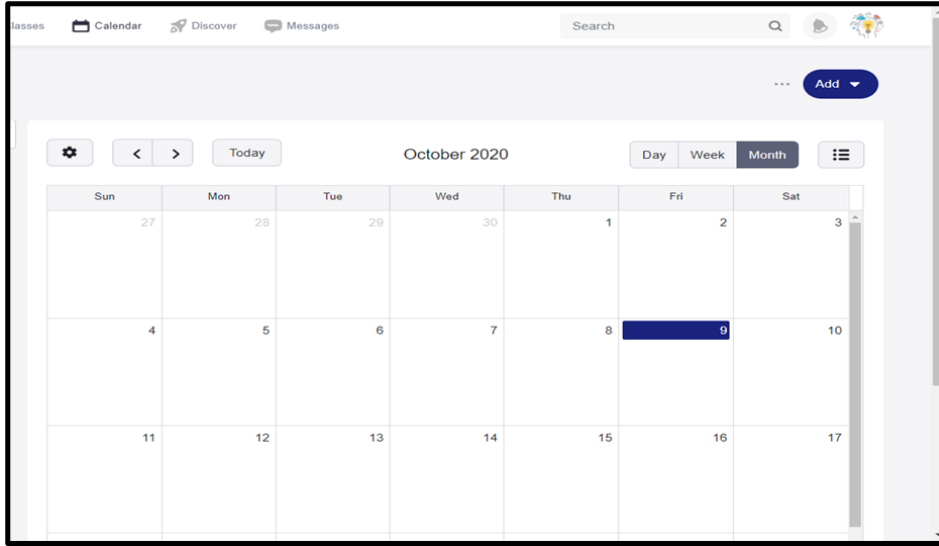 lasses Calendar Discover Messages Search
Add
Today October 2020 Day Week Month
Sun Mon Tue Wed Thu Fri Sat
27 28 29 30 1 2 3
4 5 6 7 8 9 10
11 12 13 14 15 16 17